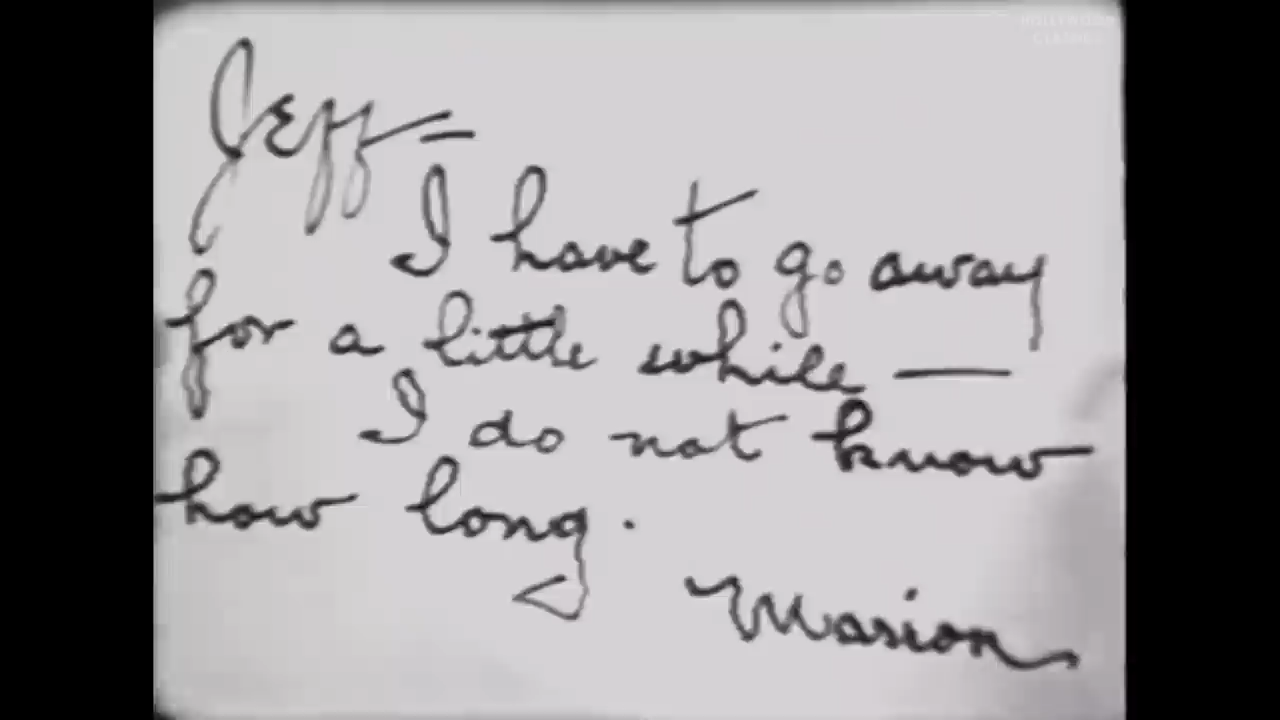 Jeff =
I have to go away
for a little while —
I do not know
how long.
Marion